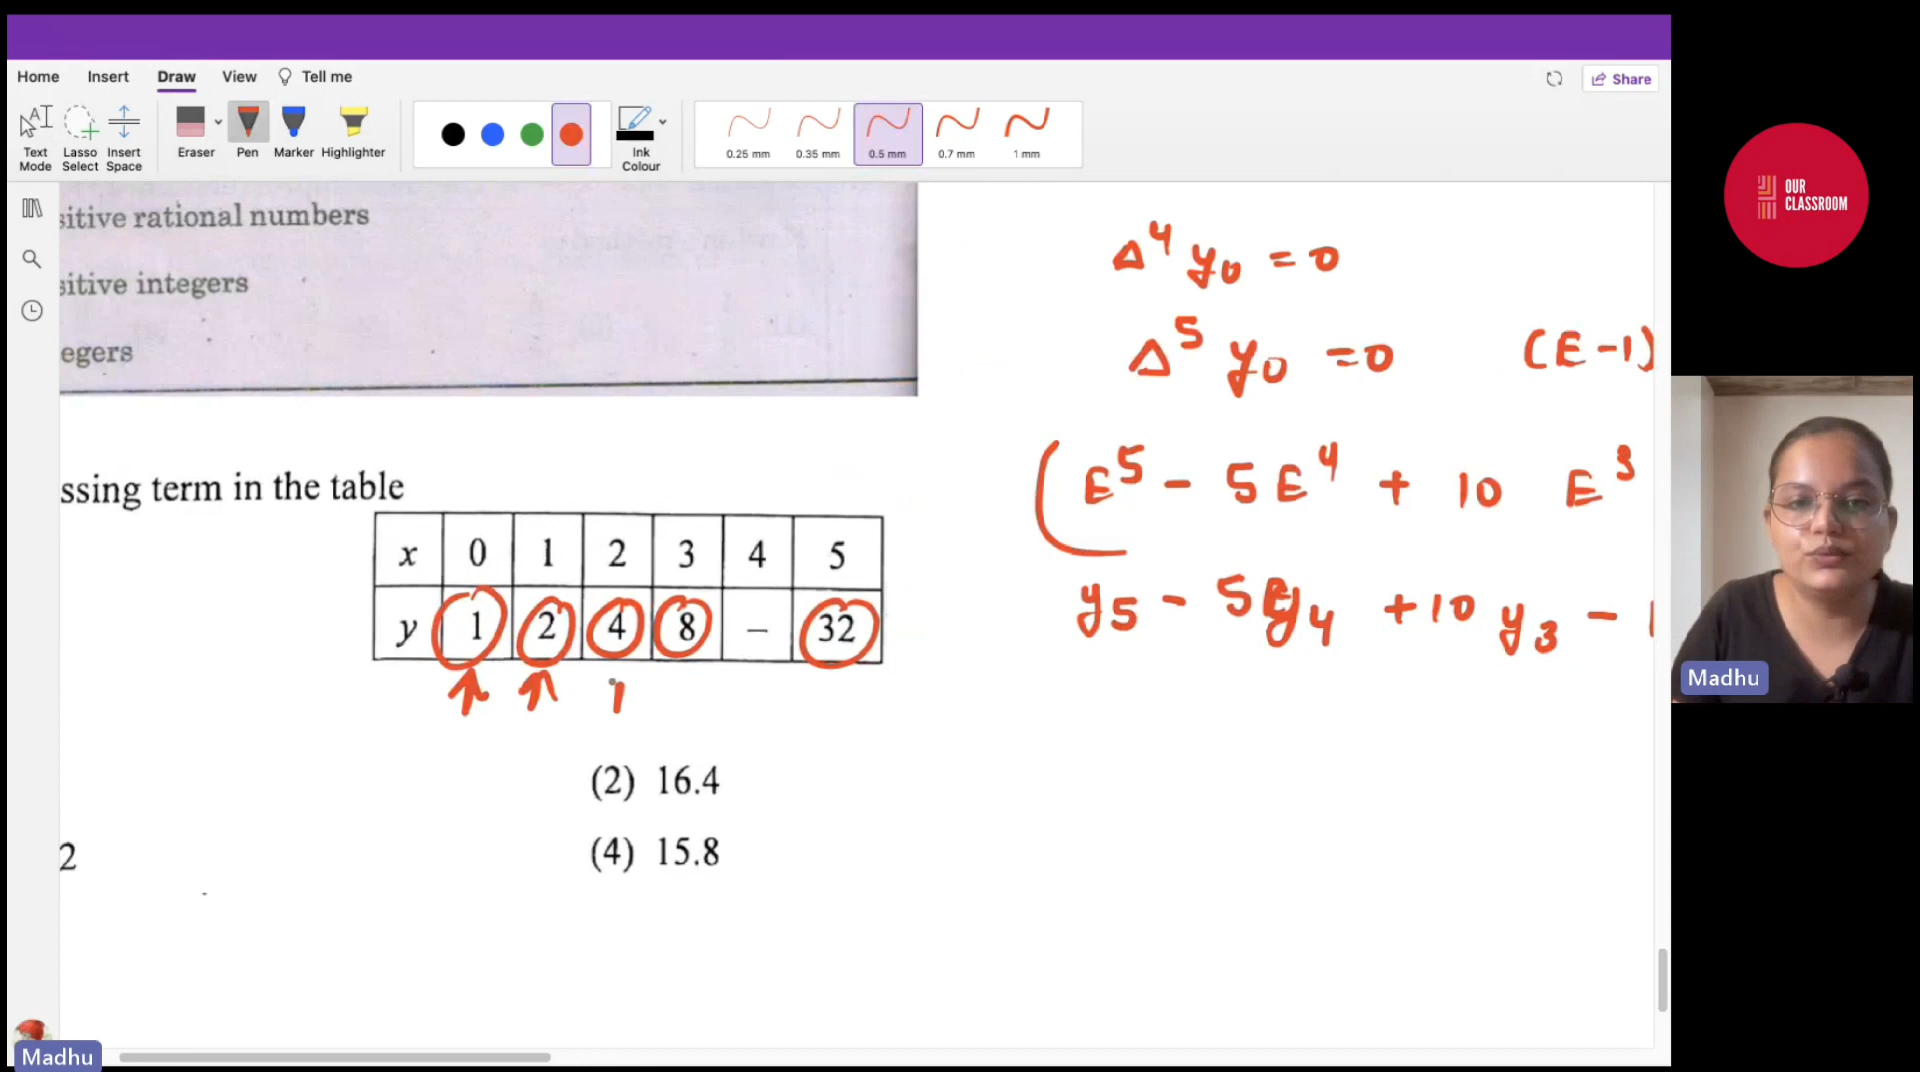 Home Insert Draw View Tell me
Share
Text Mode
Lasso Select
Insert Space
Eraser
Pen
Marker
Highlighter
Ink Colour
0.25 mm
0.35 mm
0.5 mm
0.7 mm
1 mm
OUR CLASSROOM
sitive rational numbers
sitive integers
egers
ssing term in the table
x 0 1 2 3 4 5
y 1 2 4 8 – 32
(2) 16.4
2 (4) 15.8
Δ⁴ y₀ = 0
Δ⁵ y₀ = 0 (E -1)
( E⁵ - 5 E⁴ + 10 E³
y₅ - 5 y₄ + 10 y₃ -
Madhu
Madhu